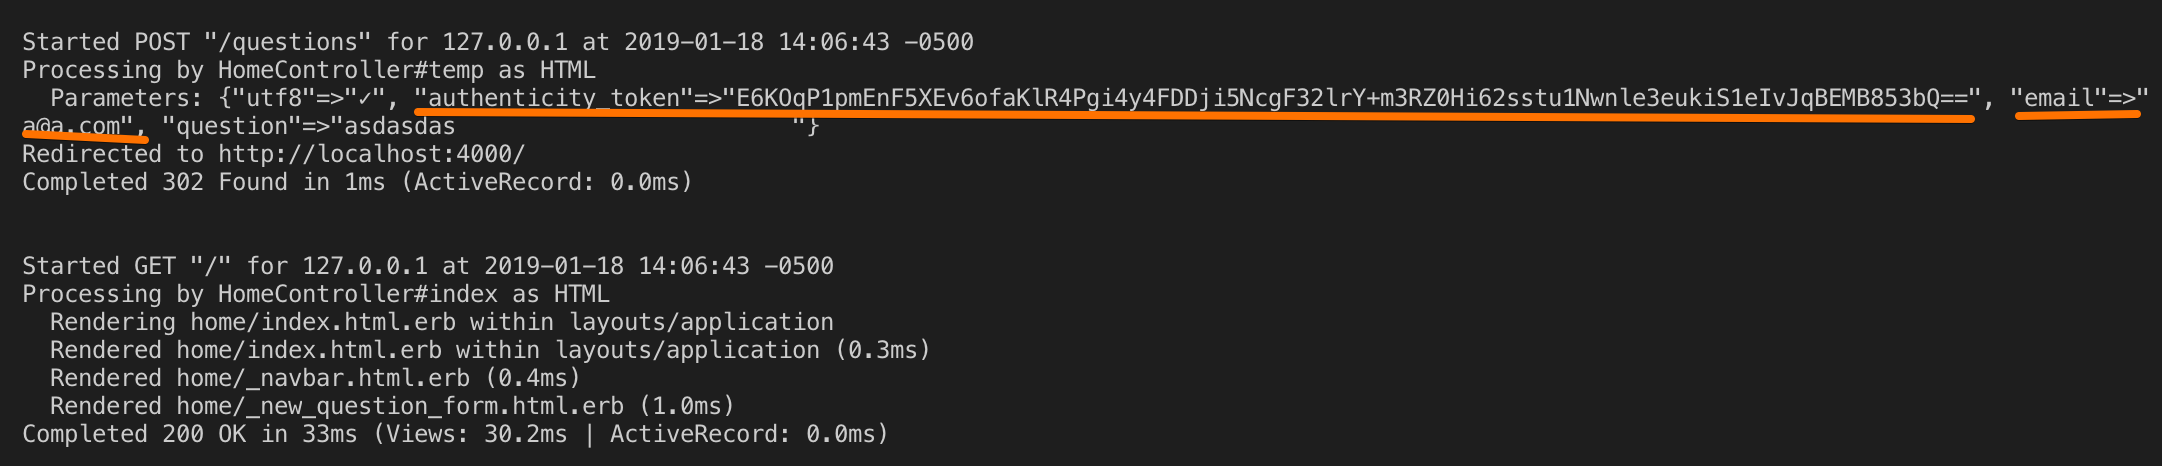 Started POST "/questions" for 127.0.0.1 at 2019-01-18 14:06:43 -0500
Processing by HomeController#temp as HTML
  Parameters: {"utf8"=>"✓", "authenticity_token"=>"E6KOqP1pmEnF5XEv6ofaKlR4Pgi4y4FDDji5NcgF32lrY+m3RZ0Hi62sstu1Nwnle3eukiS1eIvJqBEMB853bQ==", "email"=>"
a@a.com", "question"=>"asdasdas                        "}
Redirected to http://localhost:4000/
Completed 302 Found in 1ms (ActiveRecord: 0.0ms)
Started GET "/" for 127.0.0.1 at 2019-01-18 14:06:43 -0500
Processing by HomeController#index as HTML
  Rendering home/index.html.erb within layouts/application
  Rendered home/index.html.erb within layouts/application (0.3ms)
  Rendered home/_navbar.html.erb (0.4ms)
  Rendered home/_new_question_form.html.erb (1.0ms)
Completed 200 OK in 33ms (Views: 30.2ms | ActiveRecord: 0.0ms)